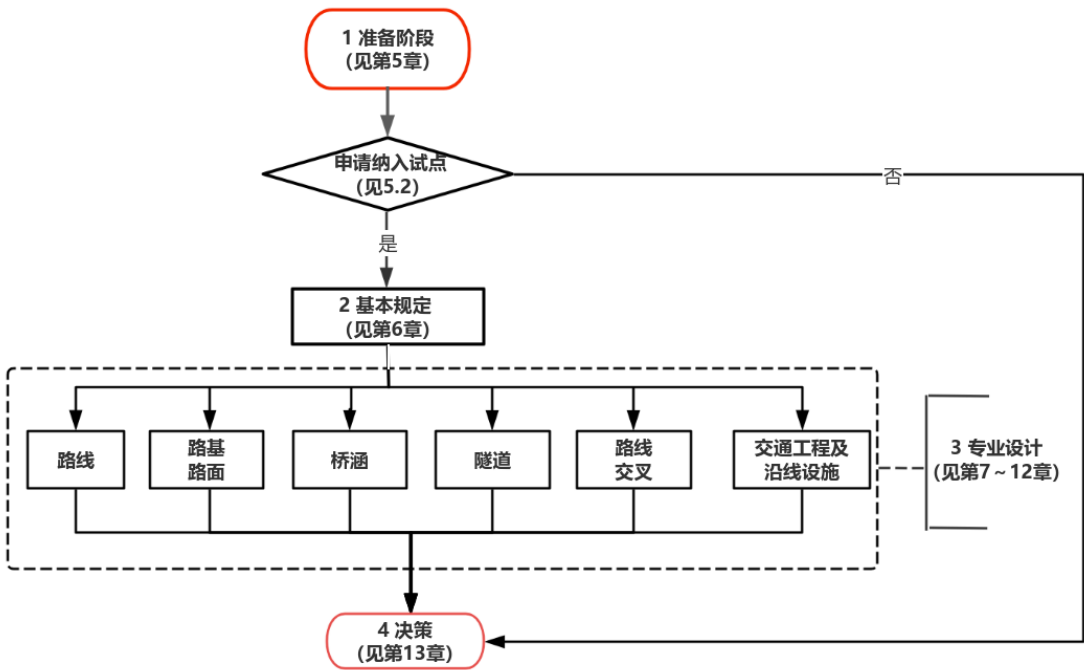 1 准备阶段
（见第5章）
申请纳入试点
（见5.2）
否
是
2 基本规定
（见第6章）
路线
路基
路面
桥涵
隧道
路线
交叉
交通工程及
沿线设施
3 专业设计
（见第7～12章）
4 决策
（见第13章）